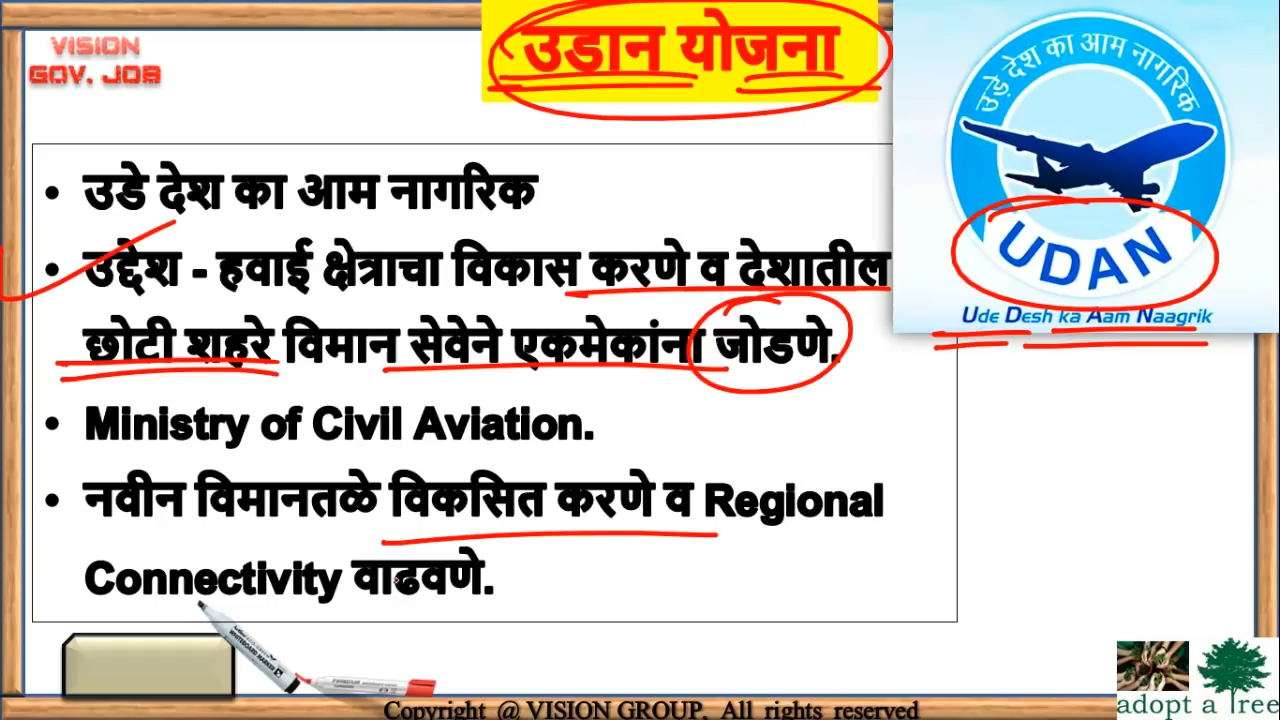 VISION
GOV. JOB
उडान योजना
उड़े देश का आम नागरिक
UDAN
Ude Desh ka Aam Naagrik
• उडे देश का आम नागरिक
• उद्देश - हवाई क्षेत्राचा विकास करणे व देशातील
छोटी शहरे विमान सेवेने एकमेकांना जोडणे.
• Ministry of Civil Aviation.
• नवीन विमानतळे विकसित करणे व Regional
Connectivity वाढवणे.
WHITEBOARD MARKER
adopt a Tree
Copyright @ VISION GROUP. All rights reserved